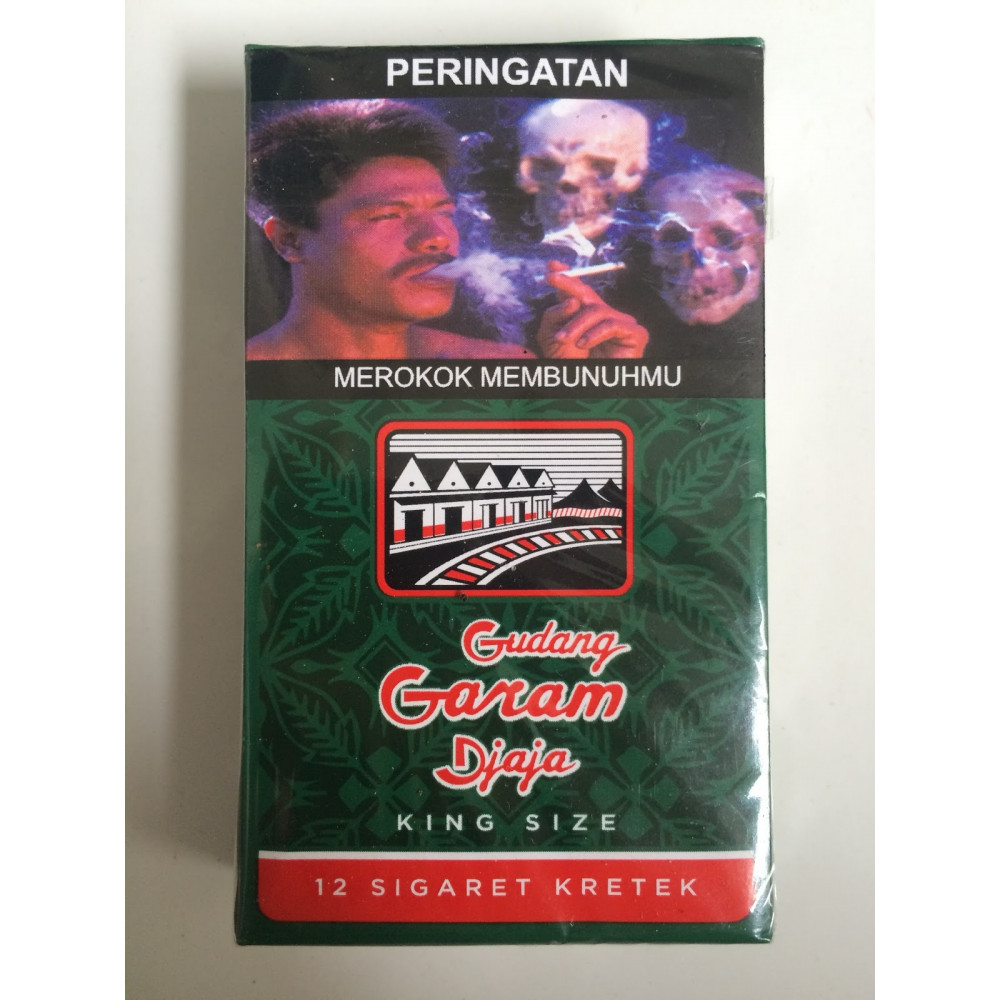 PERINGATAN
MEROKOK MEMBUNUHMU
Gudang
Garam
Djaja
KING SIZE
12 SIGARET KRETEK